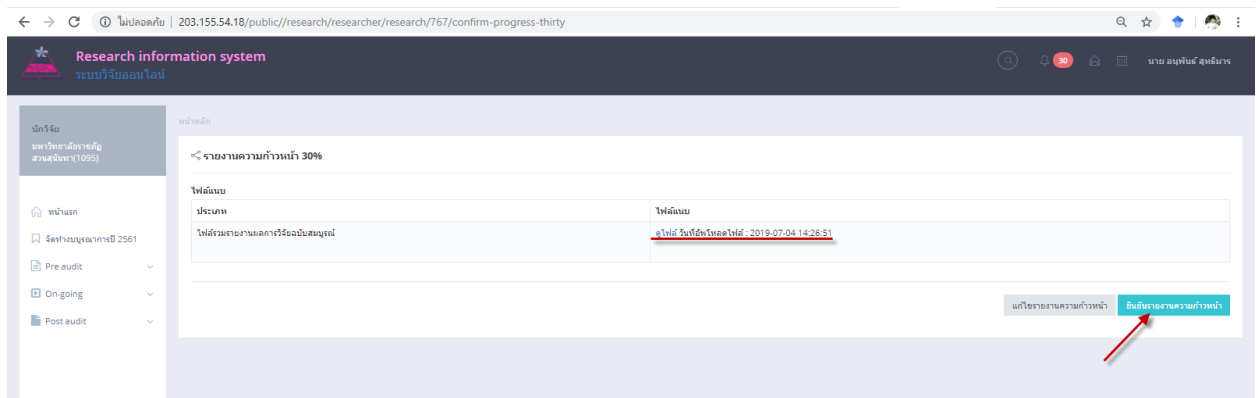 ไม่ปลอดภัย | 203.155.54.18/public//research/researcher/research/767/confirm-progress-thirty
Research information system
ระบบวิจัยออนไลน์
30
นาย อนุพันธ์ สุทธิมาร
นักวิจัย
มหาวิทยาลัยราชภัฏ
สวนสุนันทา(1095)
หน้าหลัก
รายงานความก้าวหน้า 30%
ไฟล์แนบ
ประเภท ไฟล์แนบ
ไฟล์รวมรายงานผลการวิจัยฉบับสมบูรณ์ ดูไฟล์ วันที่อัพโหลดไฟล์ : 2019-07-04 14:26:51
หน้าแรก
จัดทำงบบูรณาการปี 2561
Pre audit
On-going
Post audit
แก้ไขรายงานความก้าวหน้า ยืนยันรายงานความก้าวหน้า